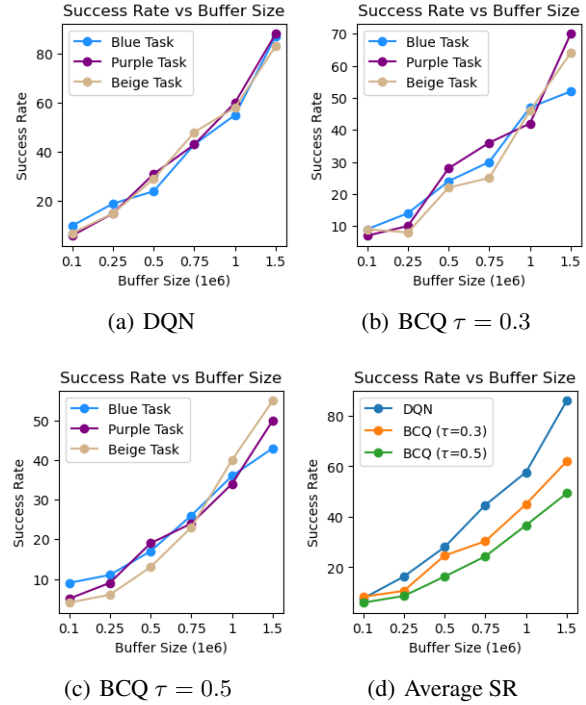 Success Rate vs Buffer Size
Blue Task
Purple Task
Beige Task
80
60
40
20
Success Rate
0.1 0.25 0.5 0.75 1 1.5
Buffer Size (1e6)
(a) DQN
Success Rate vs Buffer Size
Blue Task
Purple Task
Beige Task
70
60
50
40
30
20
10
Success Rate
0.1 0.25 0.5 0.75 1 1.5
Buffer Size (1e6)
(b) BCQ τ = 0.3
Success Rate vs Buffer Size
Blue Task
Purple Task
Beige Task
50
40
30
20
10
Success Rate
0.1 0.25 0.5 0.75 1 1.5
Buffer Size (1e6)
(c) BCQ τ = 0.5
Success Rate vs Buffer Size
DQN
BCQ (τ=0.3)
BCQ (τ=0.5)
80
60
40
20
Success Rate
0.1 0.25 0.5 0.75 1 1.5
Buffer Size (1e6)
(d) Average SR